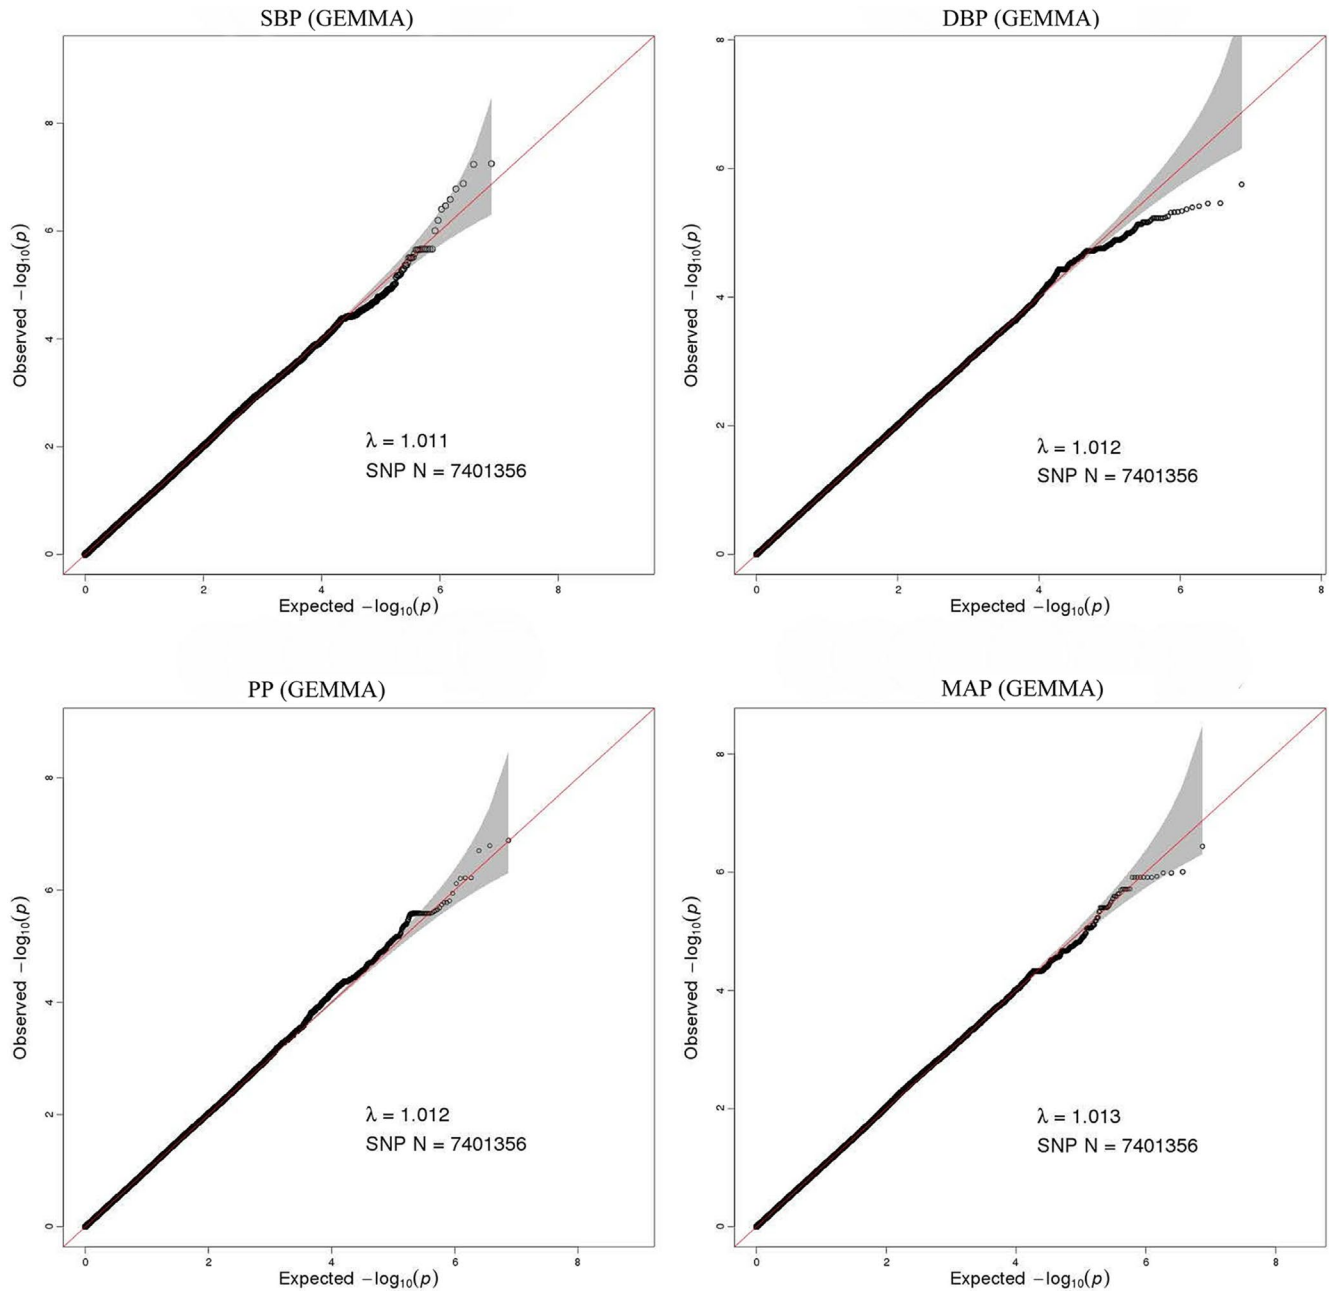 SBP (GEMMA)
Observed −log10(p)
8
6
4
2
0
λ = 1.011
SNP N = 7401356
0 2 4 6 8
Expected −log10(p)
DBP (GEMMA)
Observed −log10(p)
8
6
4
2
0
λ = 1.012
SNP N = 7401356
0 2 4 6 8
Expected −log10(p)
PP (GEMMA)
Observed −log10(p)
8
6
4
2
0
λ = 1.012
SNP N = 7401356
0 2 4 6 8
Expected −log10(p)
MAP (GEMMA)
Observed −log10(p)
8
6
4
2
0
λ = 1.013
SNP N = 7401356
0 2 4 6 8
Expected −log10(p)